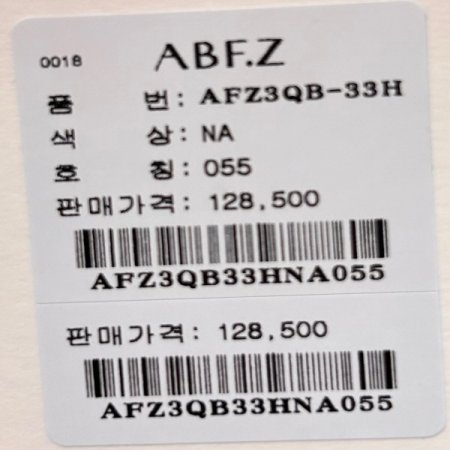 0018 ABF.Z
품 번: AFZ3QB-33H
색 상: NA
호 칭: 055
판매가격: 128,500
AFZ3QB33HNA055
판매가격: 128,500
AFZ3QB33HNA055